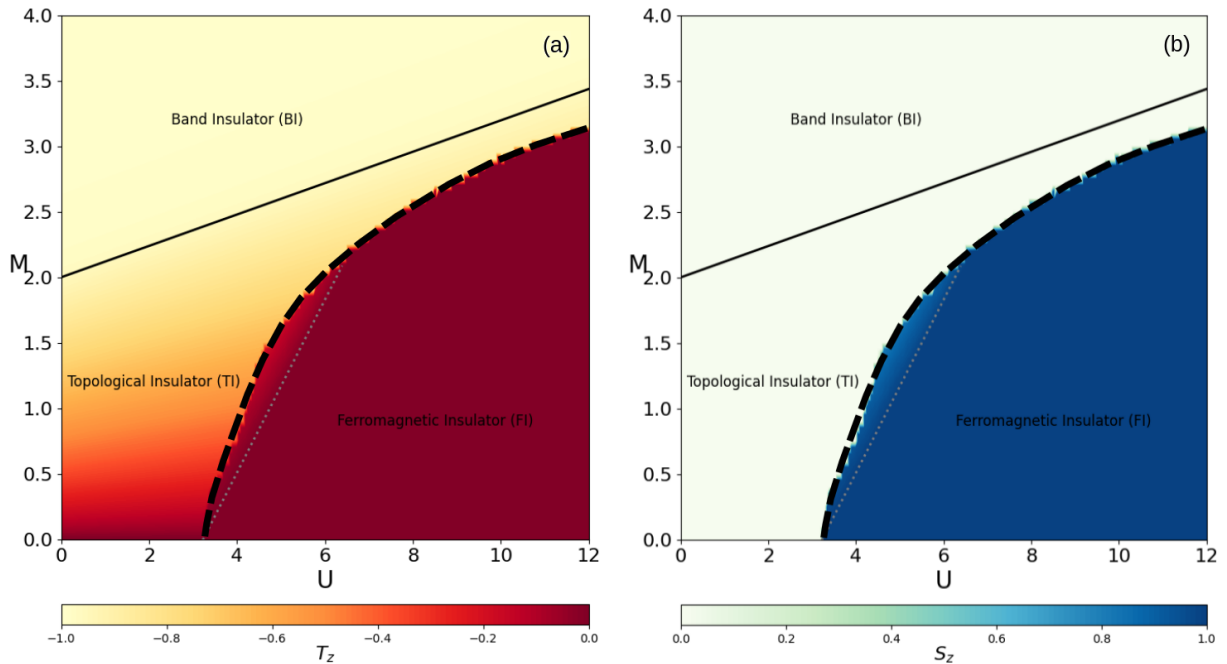 (a)
4.0
3.5
3.0
2.5
2.0
1.5
1.0
0.5
0.0
M
Band Insulator (BI)
Topological Insulator (TI)
Ferromagnetic Insulator (FI)
0 2 4 6 8 10 12
U
−1.0 −0.8 −0.6 −0.4 −0.2 0.0
T_z
(b)
4.0
3.5
3.0
2.5
2.0
1.5
1.0
0.5
0.0
M
Band Insulator (BI)
Topological Insulator (TI)
Ferromagnetic Insulator (FI)
0 2 4 6 8 10 12
U
0.0 0.2 0.4 0.6 0.8 1.0
S_z